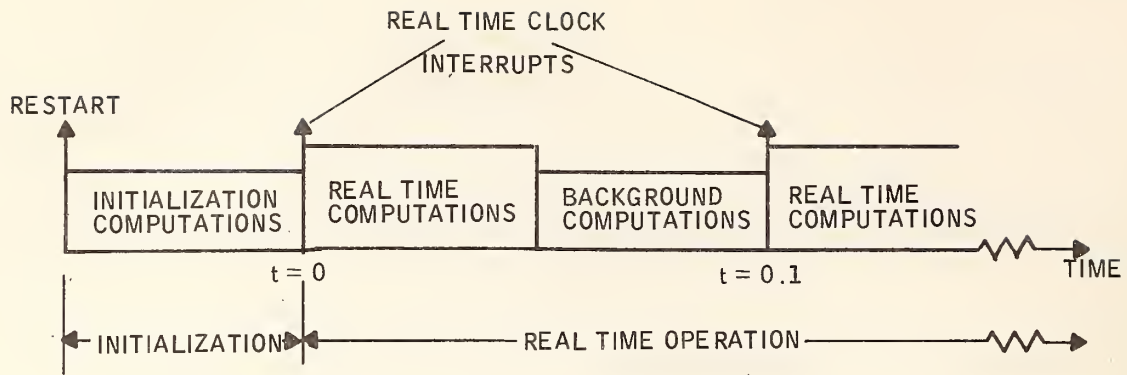 REAL TIME CLOCK
INTERRUPTS
RESTART
INITIALIZATION
COMPUTATIONS
REAL TIME
COMPUTATIONS
BACKGROUND
COMPUTATIONS
REAL TIME
COMPUTATIONS
t = 0
t = 0.1
TIME
INITIALIZATION
REAL TIME OPERATION